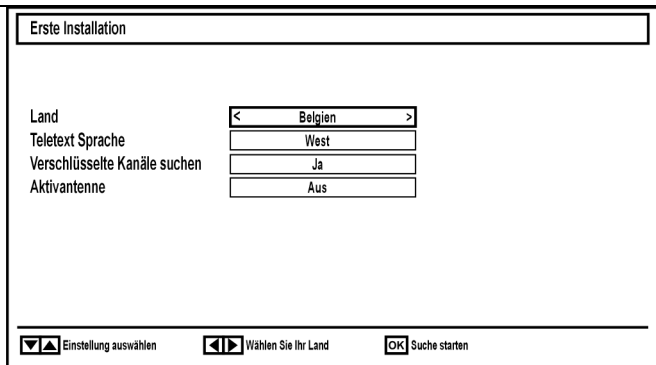 Erste Installation
Land < Belgien >
Teletext Sprache West
Verschlüsselte Kanäle suchen Ja
Aktivantenne Aus
Einstellung auswählen Wählen Sie Ihr Land OK Suche starten